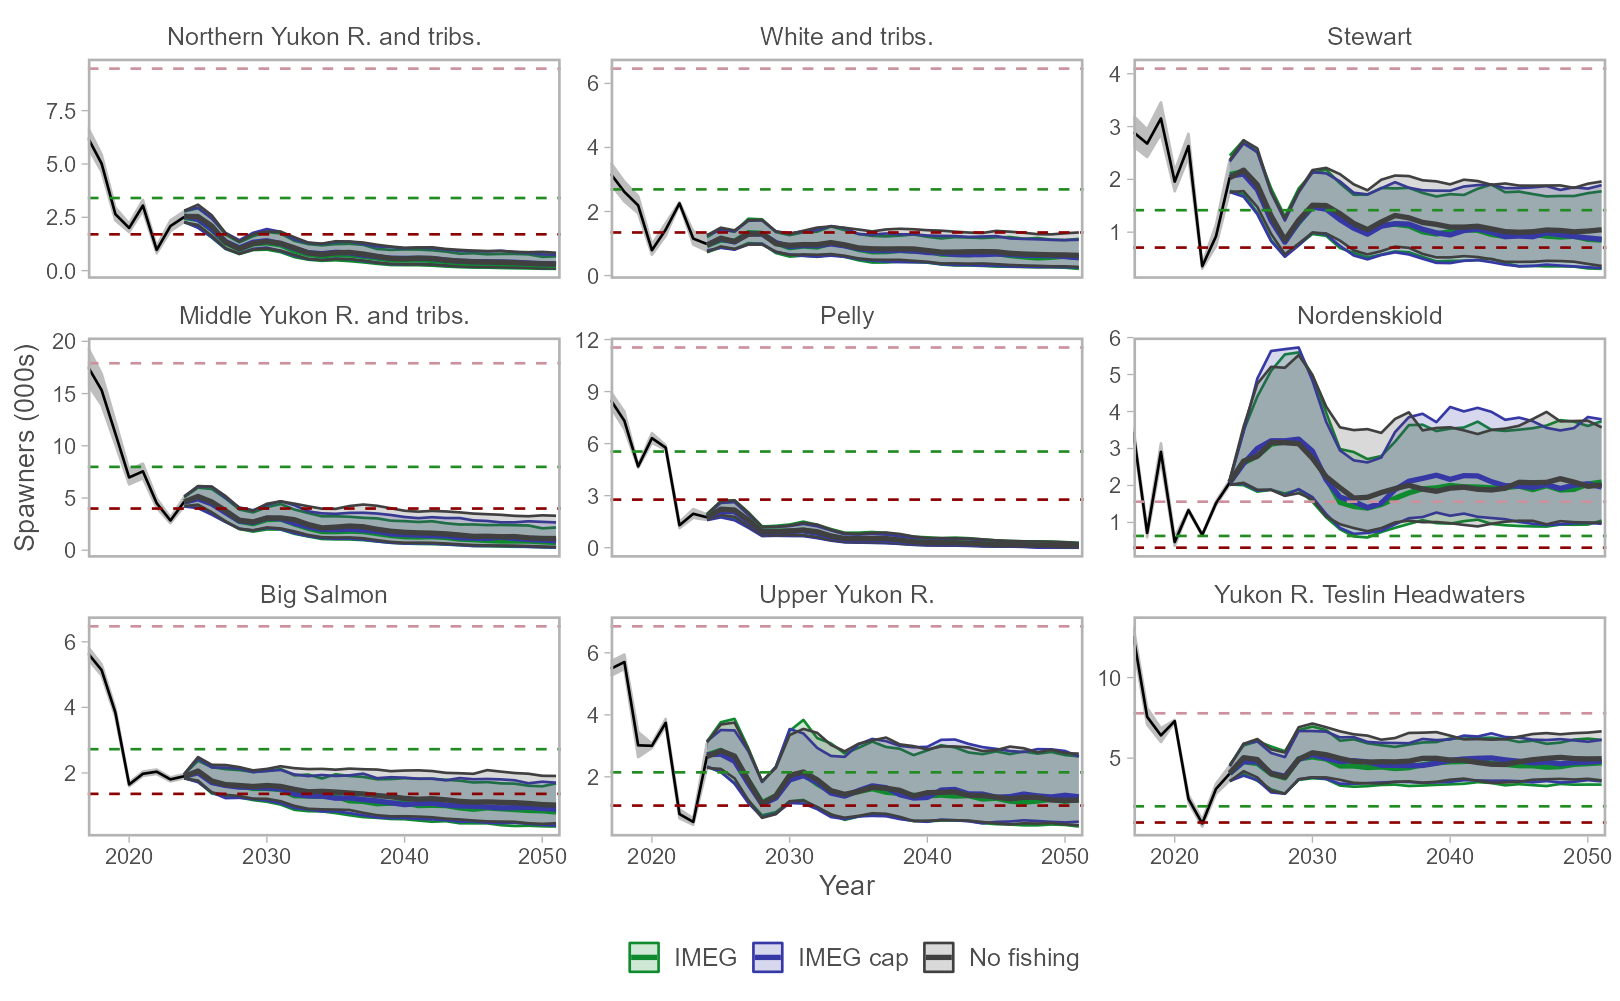 Northern Yukon R. and tribs.
White and tribs.
Stewart
7.5
5.0
2.5
0.0
6
4
2
0
4
3
2
1
Middle Yukon R. and tribs.
Pelly
Nordenskiold
20
15
10
5
0
12
9
6
3
0
6
5
4
3
2
1
Spawners (000s)
Big Salmon
Upper Yukon R.
Yukon R. Teslin Headwaters
6
4
2
6
4
2
10
5
2020 2030 2040 2050
2020 2030 2040 2050
2020 2030 2040 2050
Year
IMEG IMEG cap No fishing